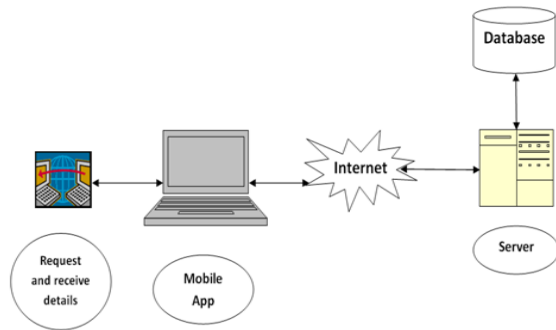 Database
Internet
Request
and receive
details
Mobile
App
Server